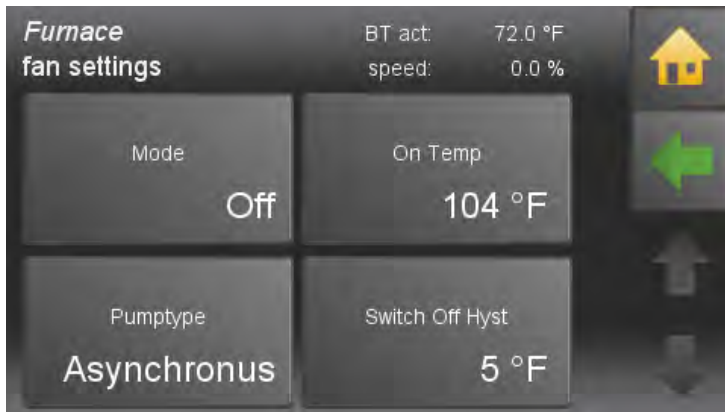 Furnace BT act: 72.0 °F
fan settings speed: 0.0 %
Mode On Temp
Off 104 °F
Pumptype Switch Off Hyst
Asynchronus 5 °F